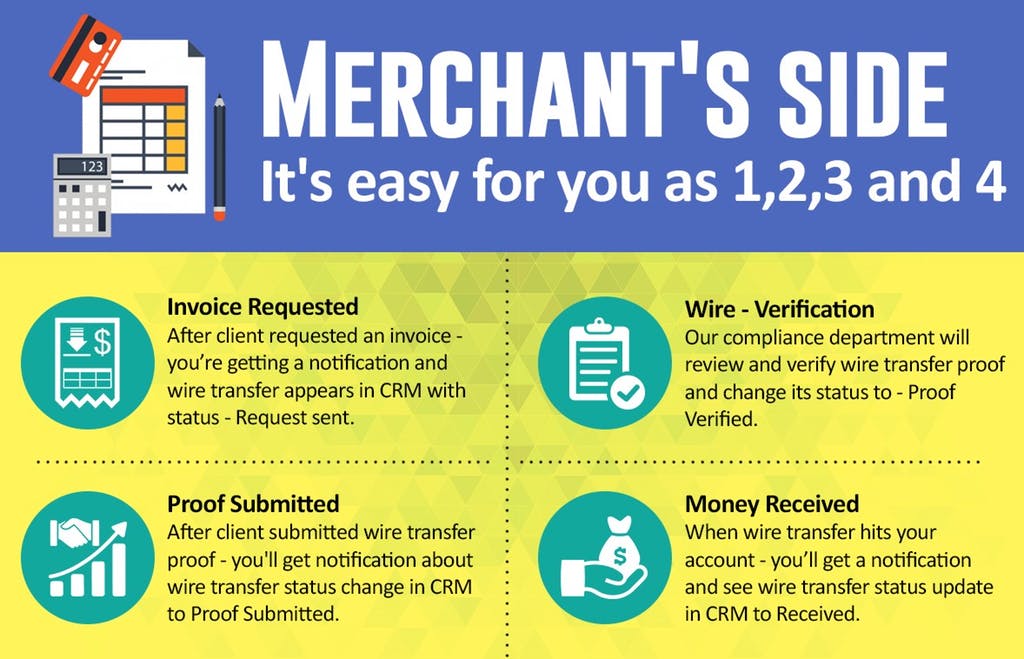 123
MERCHANT'S SIDE
It's easy for you as 1,2,3 and 4
Invoice Requested
After client requested an invoice -
you're getting a notification and
wire transfer appears in CRM with
status - Request sent.
$
Proof Submitted
After client submitted wire transfer
proof - you'll get notification about
wire transfer status change in CRM
to Proof Submitted.
Wire - Verification
Our compliance department will
review and verify wire transfer proof
and change its status to - Proof
Verified.
$
Money Received
When wire transfer hits your
account - you’ll get a notification
and see wire transfer status update
in CRM to Received.